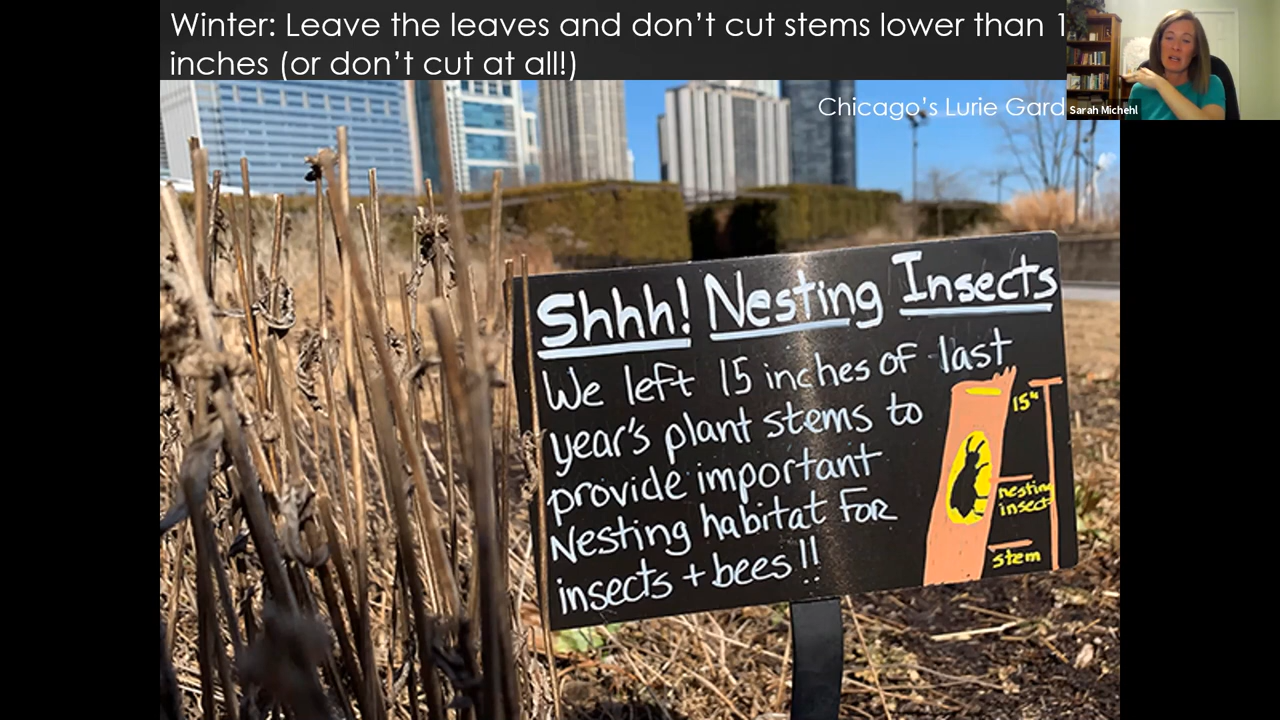 Winter: Leave the leaves and don't cut stems lower than 1
inches (or don't cut at all!)
Chicago's Lurie Gard
Sarah Michehl
Shhh! Nesting Insects
We left 15 inches of last
year's plant stems to
provide important
Nesting habitat For
insects + bees!!
15"
nesting
insect
stem